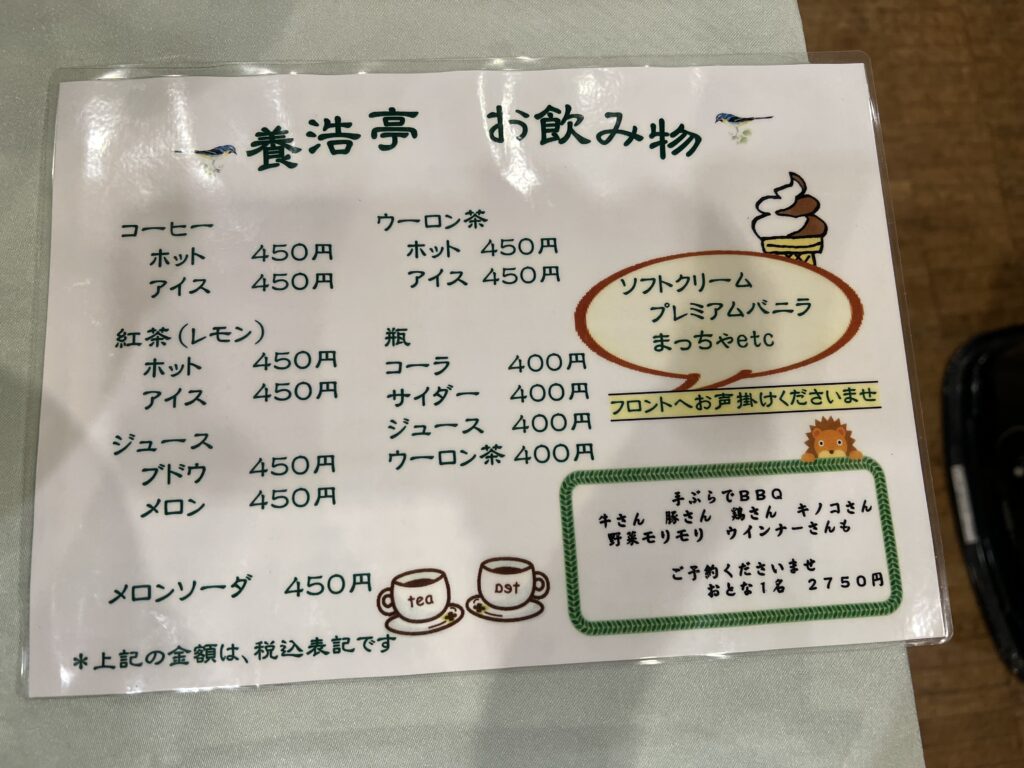 養浩亭 お飲み物
コーヒー
ホット 450円
アイス 450円
紅茶(レモン)
ホット 450円
アイス 450円
ジュース
ブドウ 450円
メロン 450円
メロンソーダ 450円
ウーロン茶
ホット 450円
アイス 450円
瓶
コーラ 400円
サイダー 400円
ジュース 400円
ウーロン茶 400円
ソフトクリーム
プレミアムバニラ
まっちゃetc
フロントへお声掛けくださいませ
手ぶらでBBQ
牛さん 豚さん 鶏さん キノコさん
野菜モリモリ ウインナーさんも
ご予約くださいませ
おとな1名 2750円
tea
tea
*上記の金額は、税込表記です